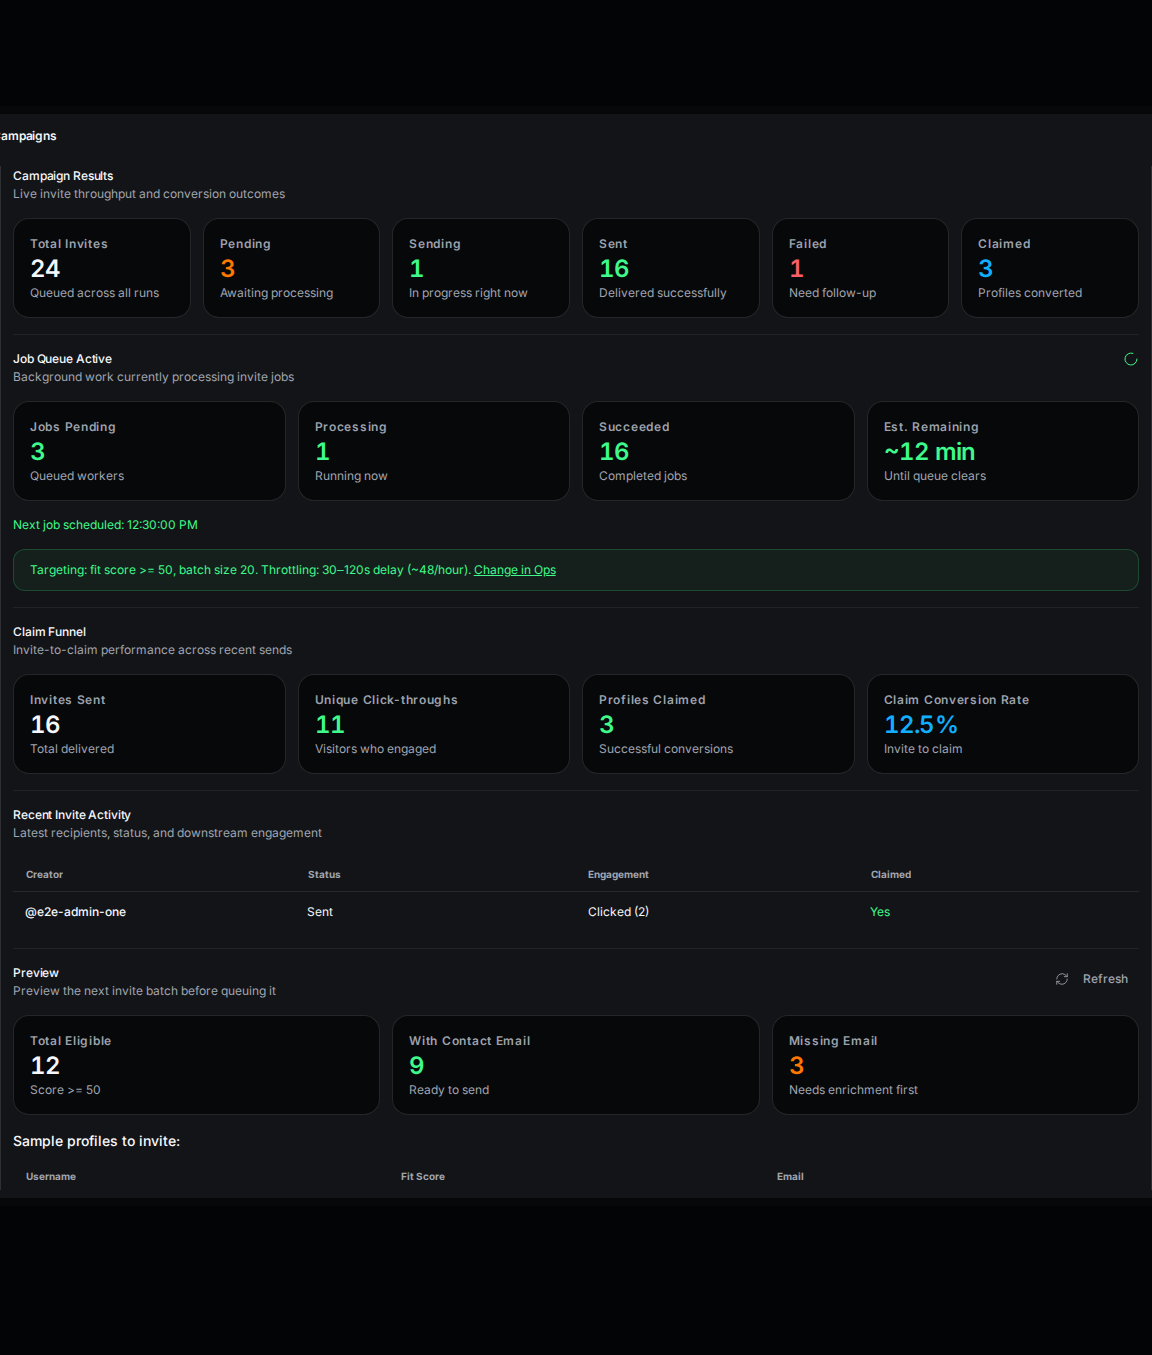 ampaigns
Campaign Results
Live invite throughput and conversion outcomes
Total Invites
24
Queued across all runs
Pending
3
Awaiting processing
Sending
1
In progress right now
Sent
16
Delivered successfully
Failed
1
Need follow-up
Claimed
3
Profiles converted
Job Queue Active
Background work currently processing invite jobs
Jobs Pending
3
Queued workers
Processing
1
Running now
Succeeded
16
Completed jobs
Est. Remaining
~12 min
Until queue clears
Next job scheduled: 12:30:00 PM
Targeting: fit score >= 50, batch size 20. Throttling: 30–120s delay (~48/hour). Change in Ops
Claim Funnel
Invite-to-claim performance across recent sends
Invites Sent
16
Total delivered
Unique Click-throughs
11
Visitors who engaged
Profiles Claimed
3
Successful conversions
Claim Conversion Rate
12.5%
Invite to claim
Recent Invite Activity
Latest recipients, status, and downstream engagement
Creator Status Engagement Claimed
@e2e-admin-one Sent Clicked (2) Yes
Preview
Preview the next invite batch before queuing it
Refresh
Total Eligible
12
Score >= 50
With Contact Email
9
Ready to send
Missing Email
3
Needs enrichment first
Sample profiles to invite:
Username Fit Score Email